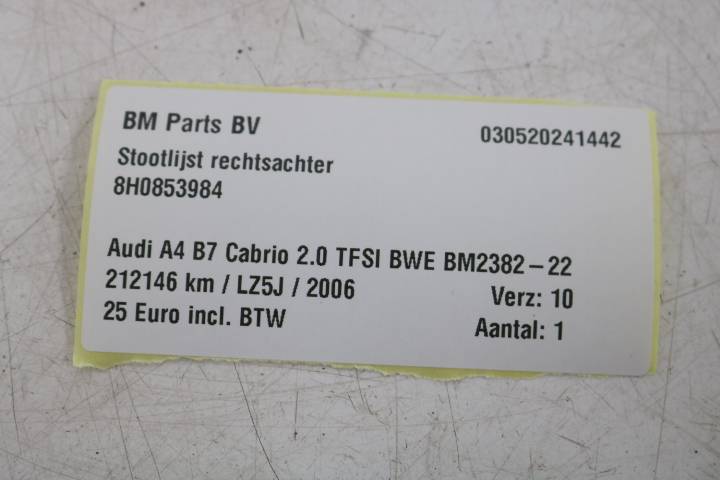 BM Parts BV 030520241442
Stootlijst rechtsachter
8H0853984
Audi A4 B7 Cabrio 2.0 TFSI BWE BM2382-22
212146 km / LZ5J / 2006 Verz: 10
25 Euro incl. BTW Aantal: 1